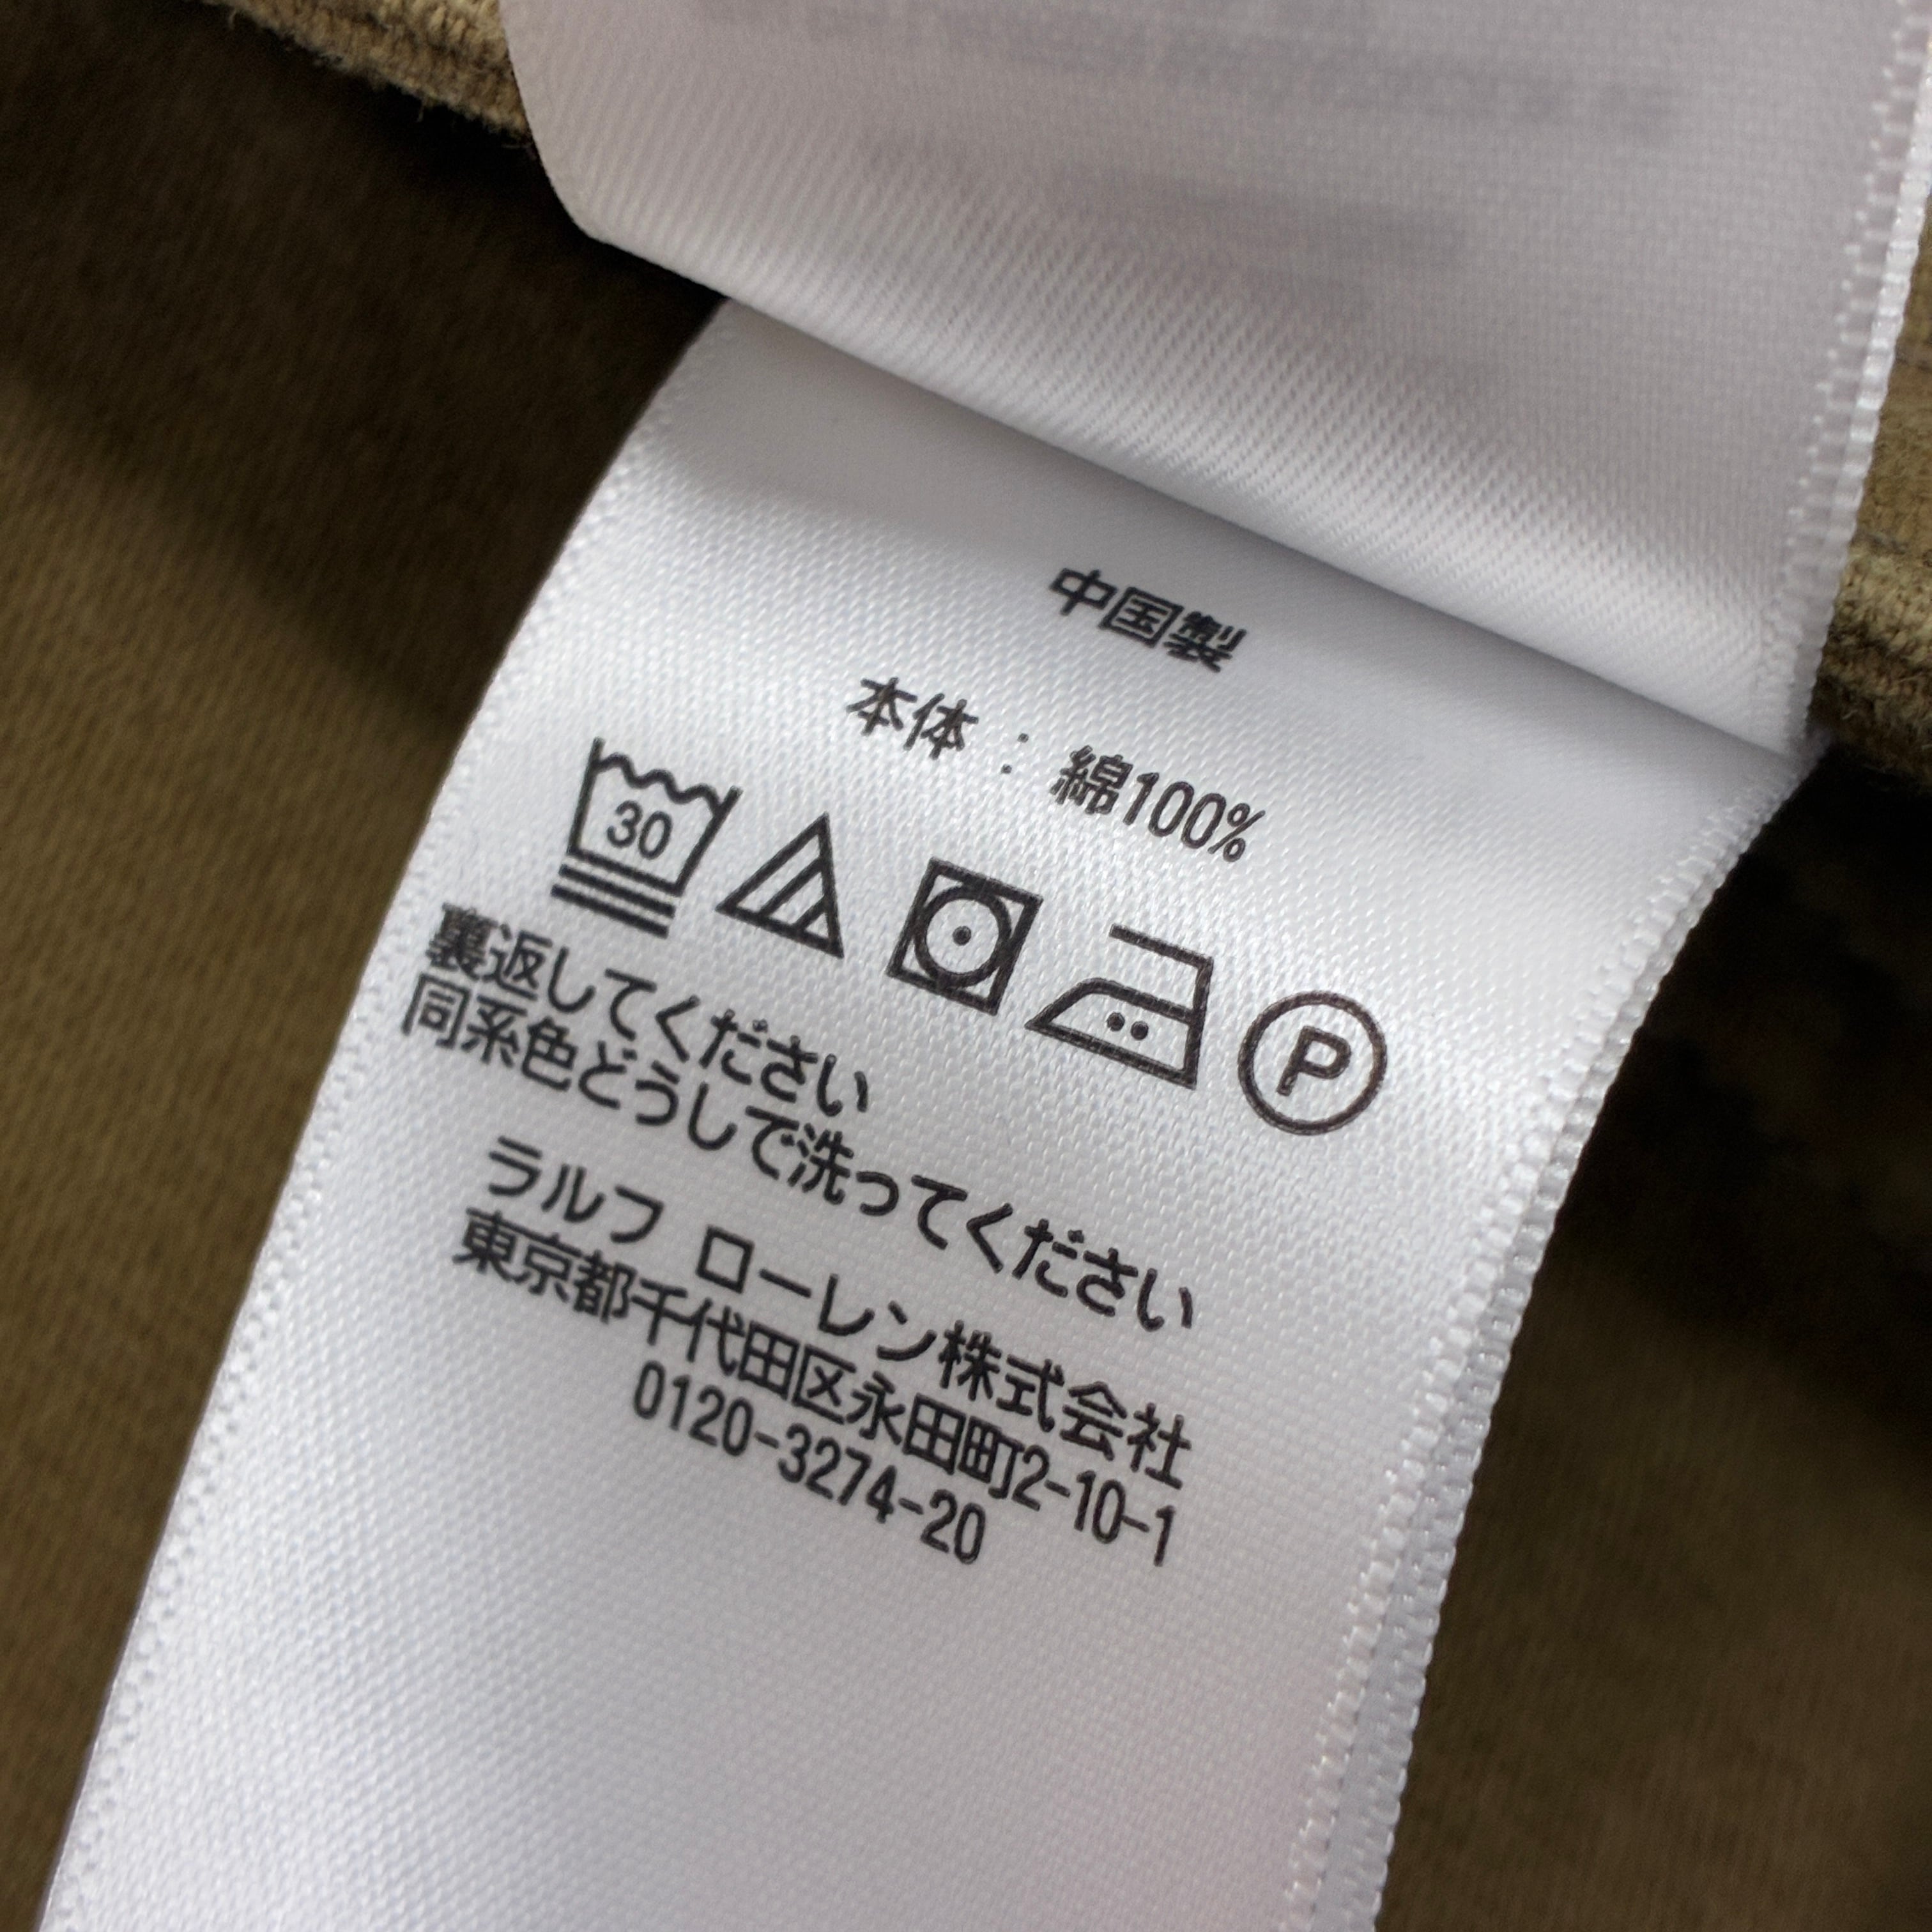 中国製
本体 : 綿100%
30 P
裏返してください
同系色どうしで洗ってください
ラルフ ローレン株式会社
東京都千代田区永田町2-10-1
0120-3274-20